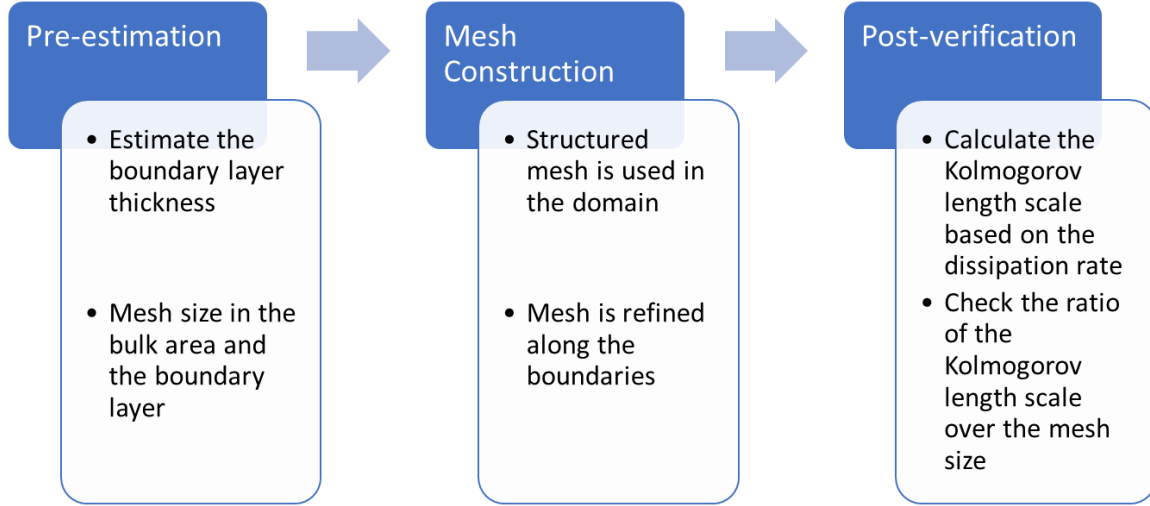 Pre-estimation
• Estimate the
boundary layer
thickness
• Mesh size in the
bulk area and
the boundary
layer
Mesh
Construction
• Structured
mesh is used in
the domain
• Mesh is refined
along the
boundaries
Post-verification
• Calculate the
Kolmogorov
length scale
based on the
dissipation rate
• Check the ratio
of the
Kolmogorov
length scale
over the mesh
size